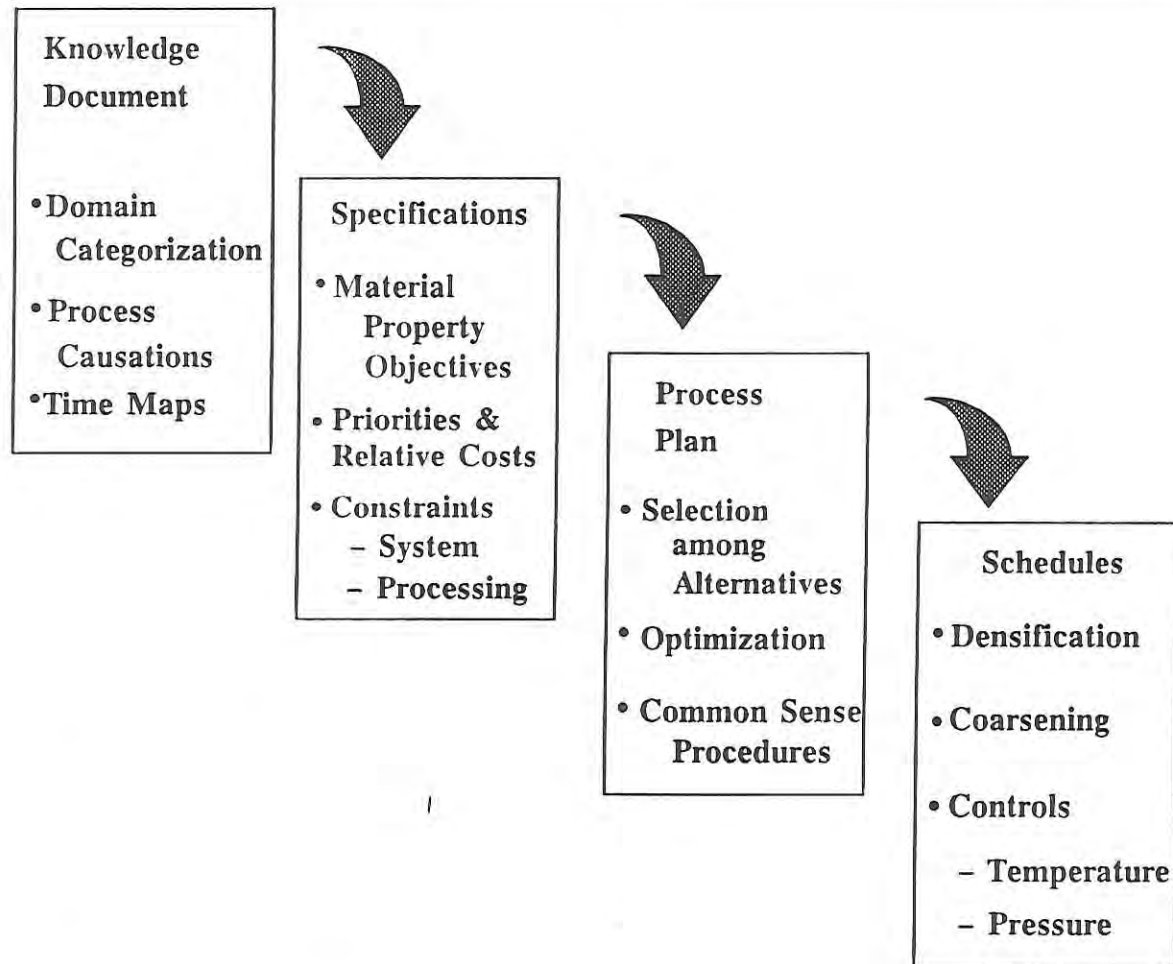 Knowledge
Document
•Domain
Categorization
•Process
Causations
•Time Maps
Specifications
•Material
Property
Objectives
•Priorities &
Relative Costs
•Constraints
– System
– Processing
Process
Plan
•Selection
among
Alternatives
•Optimization
•Common Sense
Procedures
Schedules
•Densification
•Coarsening
•Controls
– Temperature
– Pressure